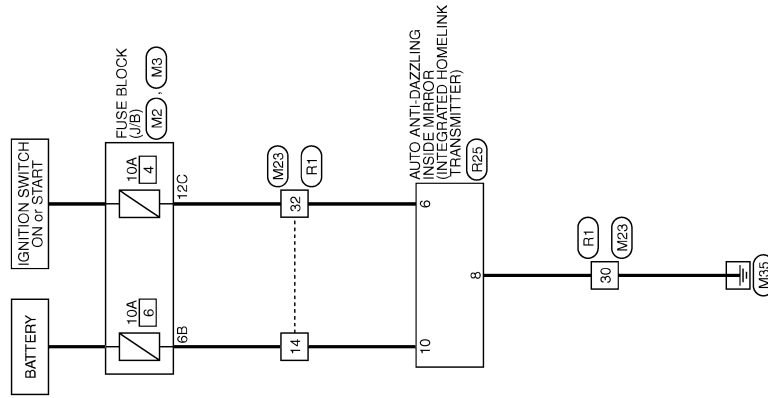 BATTERY
IGNITION SWITCH
ON or START
FUSE BLOCK
(J/B)
M2 , M3
10A
6
10A
4
6B
12C
M23
R1
14
32
AUTO ANTI-DAZZLING
INSIDE MIRROR
(INTEGRATED HOMELINK
TRANSMITTER)
R25
10
6
8
R1
M23
30
M35